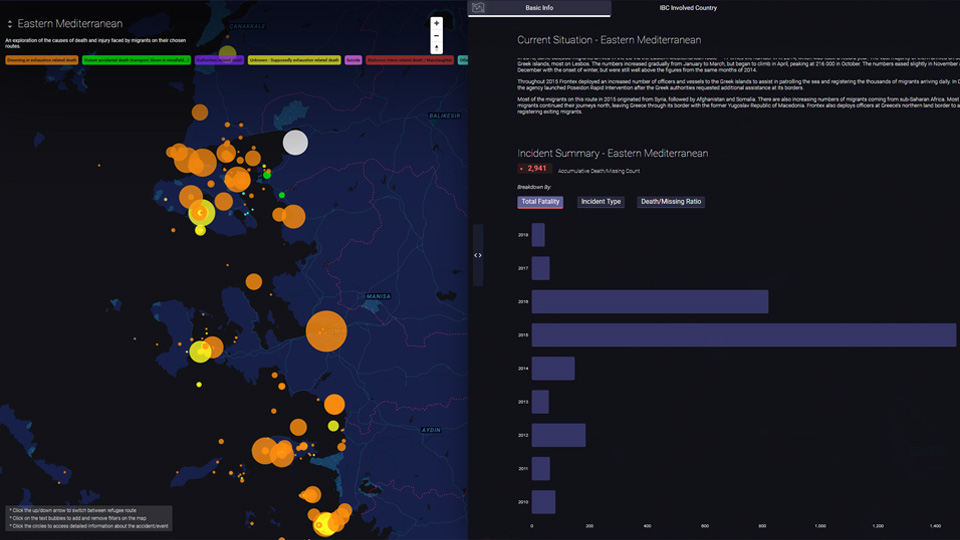 Eastern Mediterranean
An exploration of the causes of death and injury faced by migrants on their chosen
routes.
Drowning or exhaustion related death
Unknown - Supposedly exhaustion related death
Suicide
ÇANAKKALE
BALIKESIR
MANISA
AYDIN
* Click the up/down arrow to switch between refugee route
* Click on the text bubbles to add and remove filters on the map
* Click the circles to access detailed information about the accident/event
Basic Info
IBC Involved Country
Current Situation - Eastern Mediterranean
Greek islands, most on Lesbos. The numbers increased gradually from January to March, but began to climb in April, peaking at 216 000 in October. The numbers eased slightly in November
December with the onset of winter, but were still well above the figures from the same months of 2014.
Throughout 2015 Frontex deployed an increased number of officers and vessels to the Greek islands to assist in patrolling the sea and registering the thousands of migrants arriving daily. In D
the agency launched Poseidon Rapid Intervention after the Greek authorities requested additional assistance at its borders.
Most of the migrants on this route in 2015 originated from Syria, followed by Afghanistan and Somalia. There are also increasing numbers of migrants coming from sub-Saharan Africa. Most
migrants continued their journeys north, leaving Greece through its border with the former Yugoslav Republic of Macedonia. Frontex also deploys officers at Greece's northern land border to a
registering exiting migrants.
Incident Summary - Eastern Mediterranean
2,941
Accumulative Death/Missing Count
Breakdown By:
Total Fatality
Incident Type
Death/Missing Ratio
2018
2017
2016
2015
2014
2013
2012
2011
2010
0
200
400
600
800
1,000
1,200
1,400